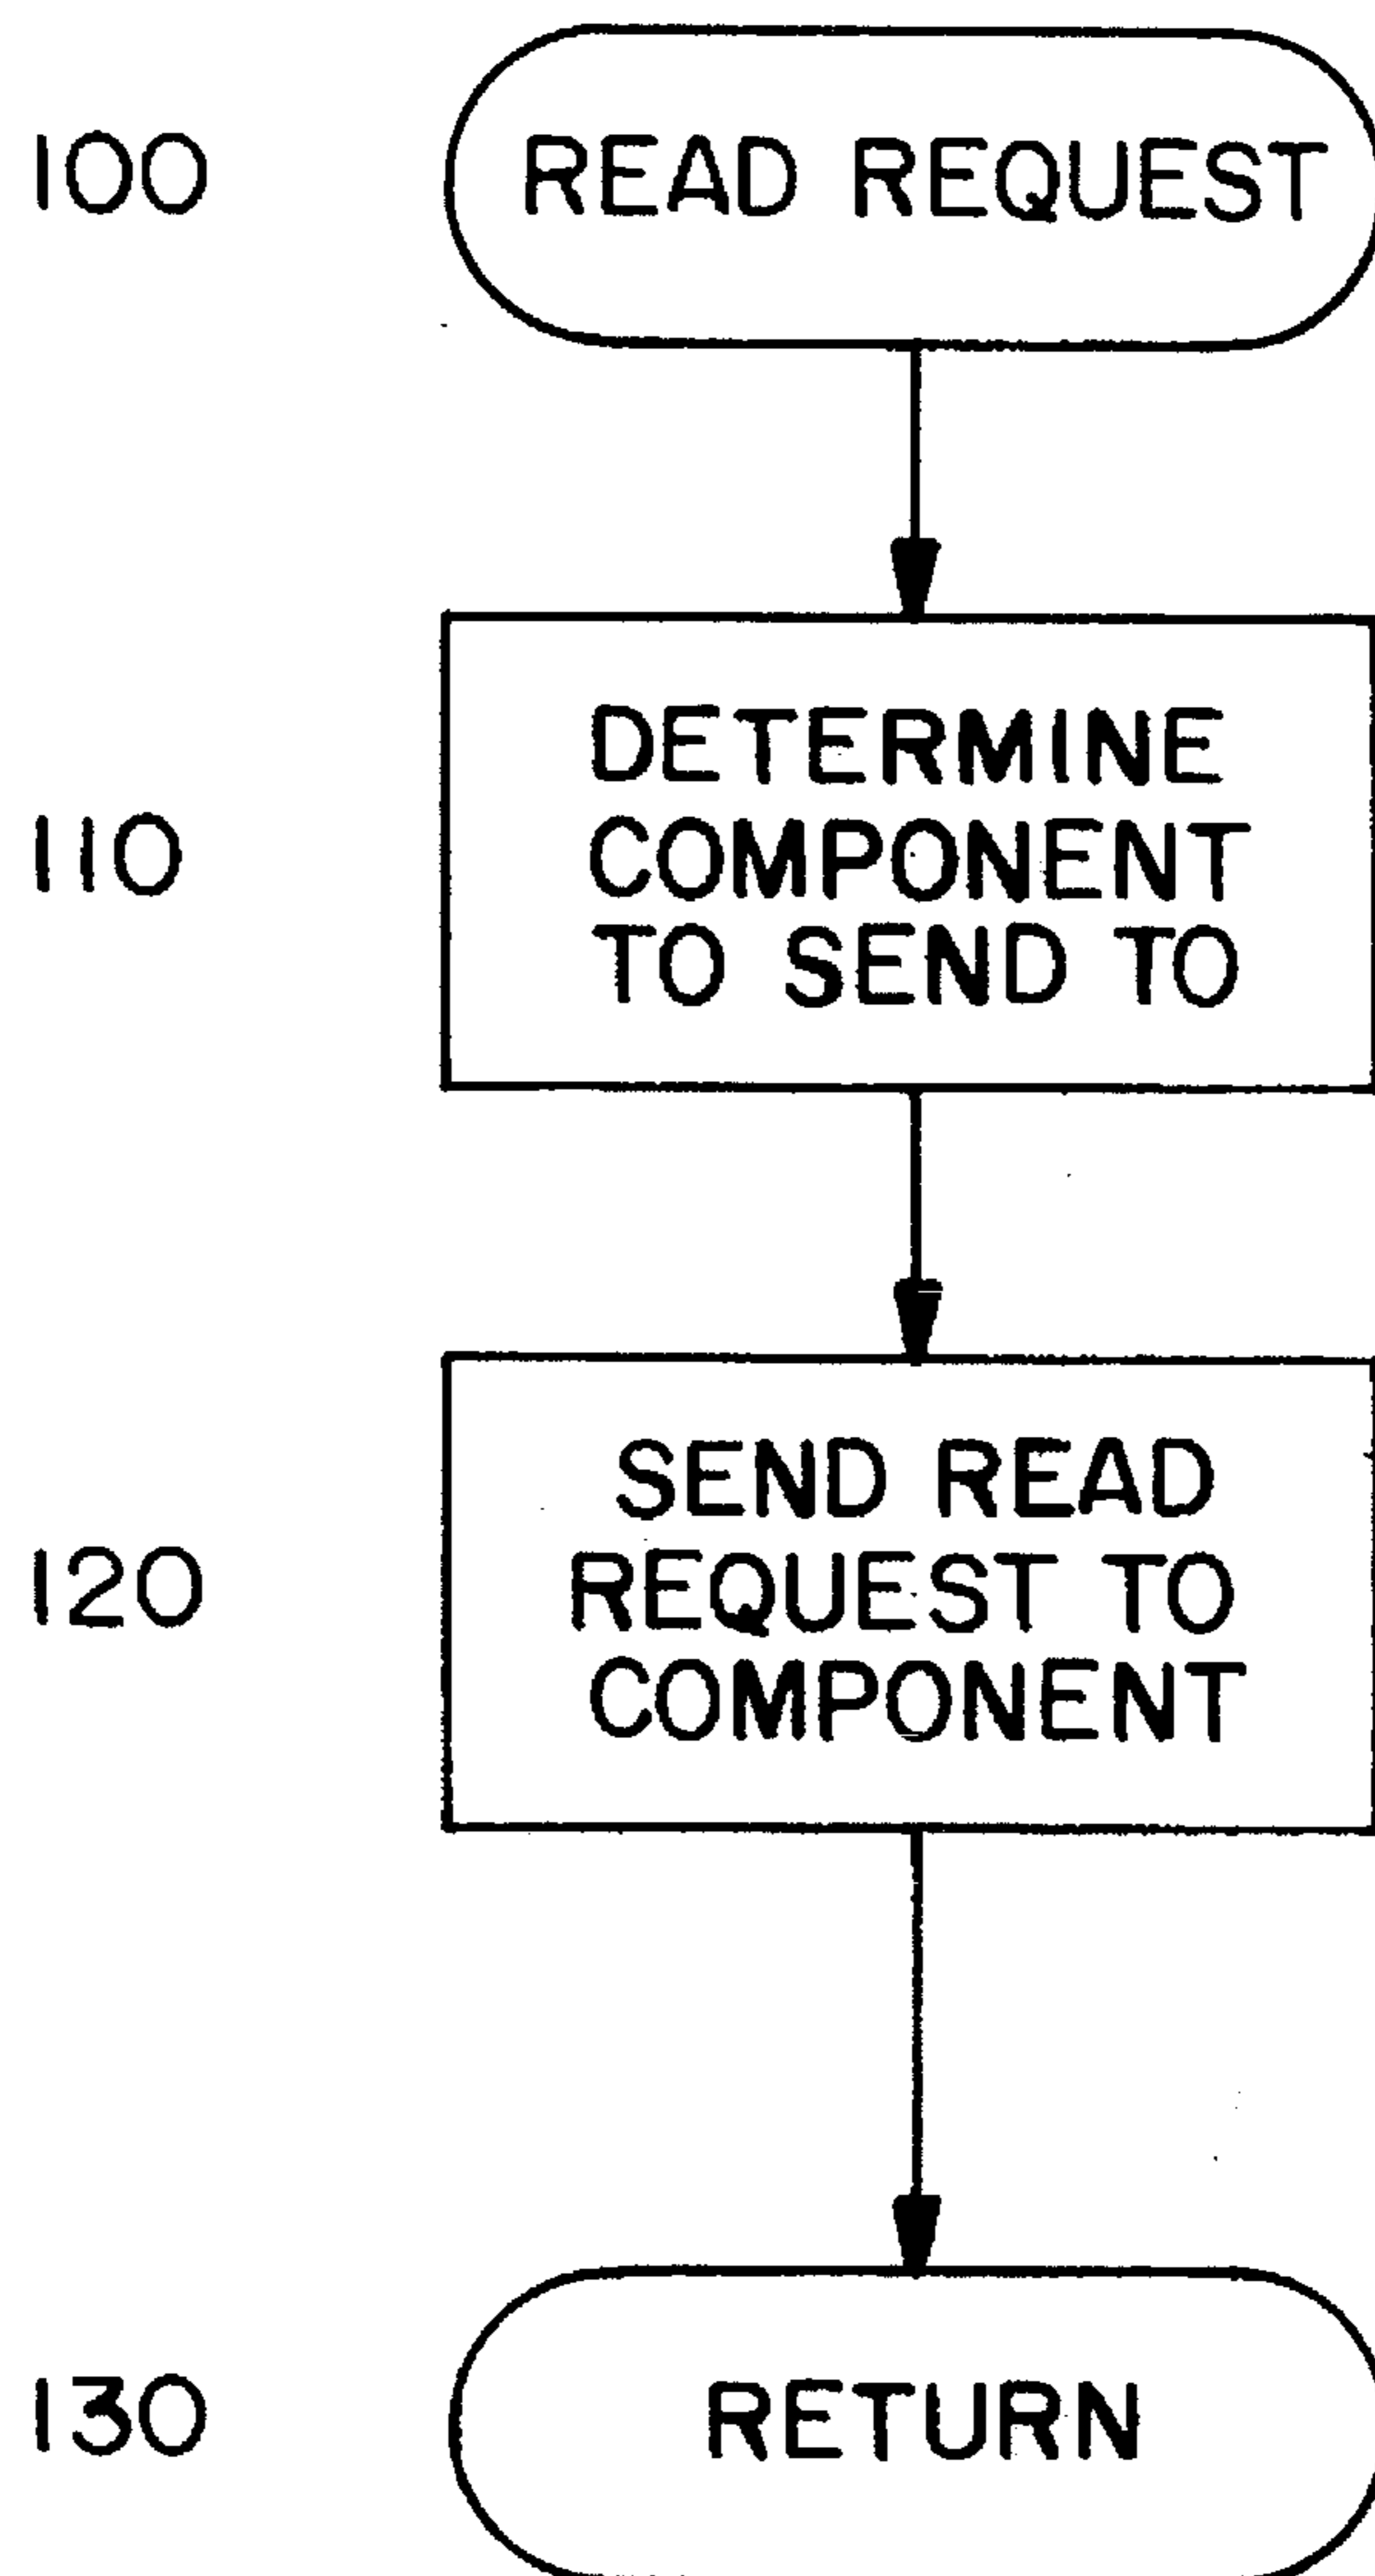 100
READ REQUEST
110
DETERMINE
COMPONENT
TO SEND TO
120
SEND READ
REQUEST TO
COMPONENT
130
RETURN